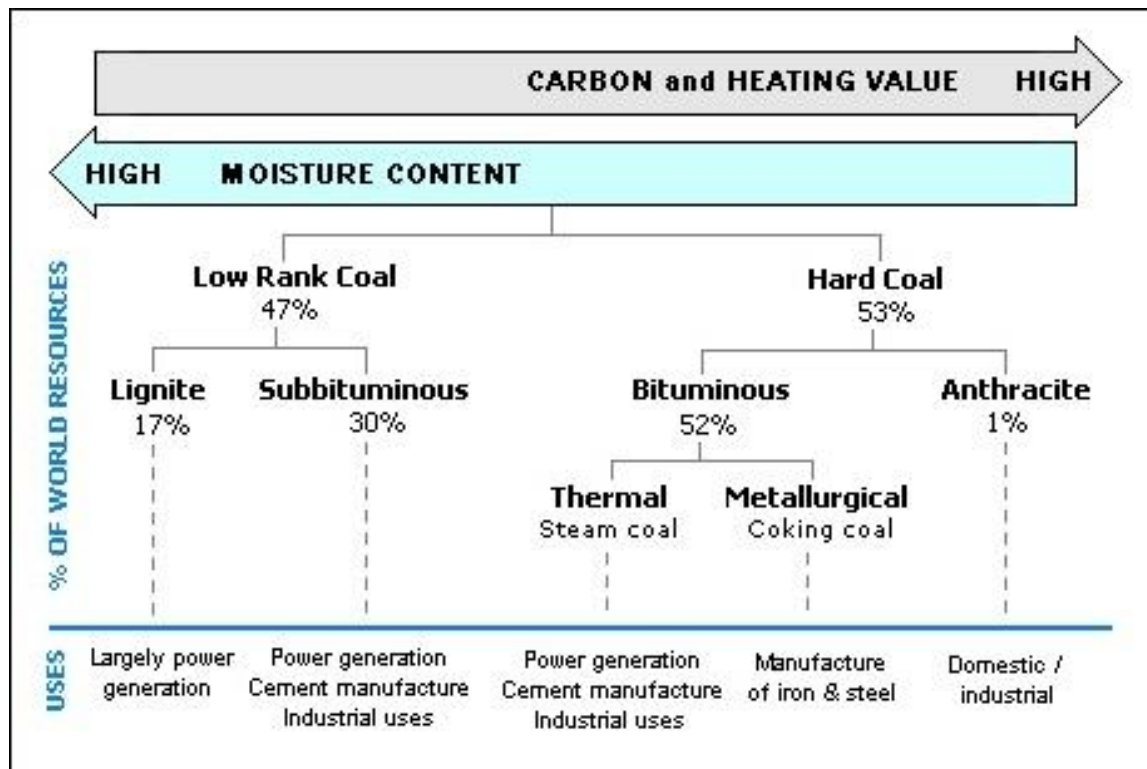 CARBON and HEATING VALUE HIGH
HIGH MOISTURE CONTENT
% OF WORLD RESOURCES
Low Rank Coal
47%
Hard Coal
53%
Lignite
17%
Subbituminous
30%
Bituminous
52%
Anthracite
1%
Thermal
Steam coal
Metallurgical
Coking coal
USES
Largely power
generation
Power generation
Cement manufacture
Industrial uses
Power generation
Cement manufacture
Industrial uses
Manufacture
of iron & steel
Domestic /
industrial